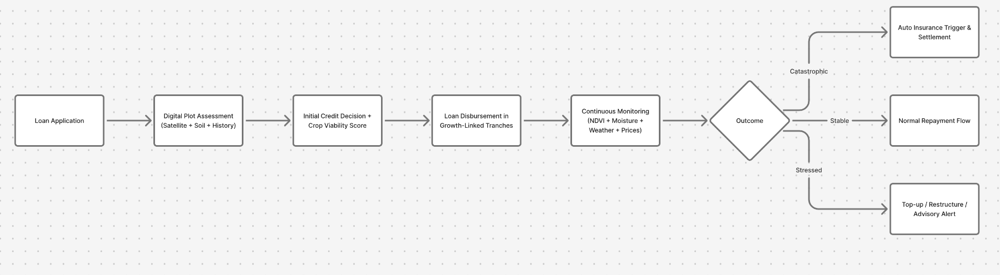 Loan Application
Digital Plot Assessment
(Satellite + Soil + History)
Initial Credit Decision +
Crop Viability Score
Loan Disbursement in
Growth-Linked Tranches
Continuous Monitoring
(NDVI + Moisture +
Weather + Prices)
Outcome
Catastrophic
Auto Insurance Trigger &
Settlement
Stable
Normal Repayment Flow
Stressed
Top-up / Restructure /
Advisory Alert